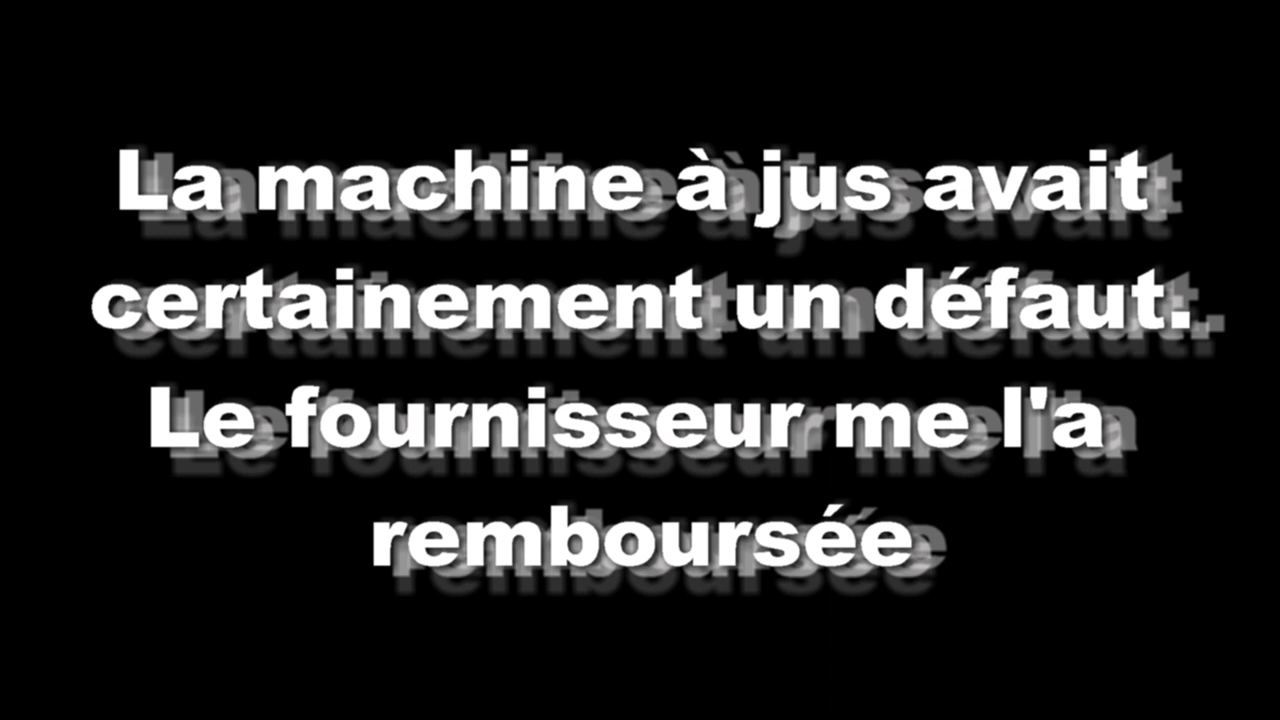 La machine à jus avait
certainement un défaut.
Le fournisseur me l'a
remboursée